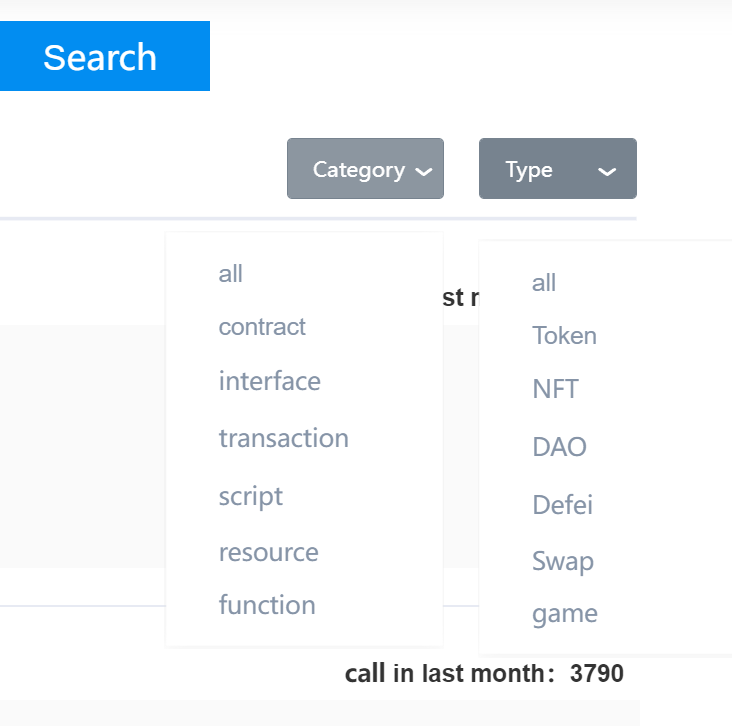 Search
Category
Type
all
contract
interface
transaction
script
resource
function
all
Token
NFT
DAO
Defei
Swap
game
call in last month：3790